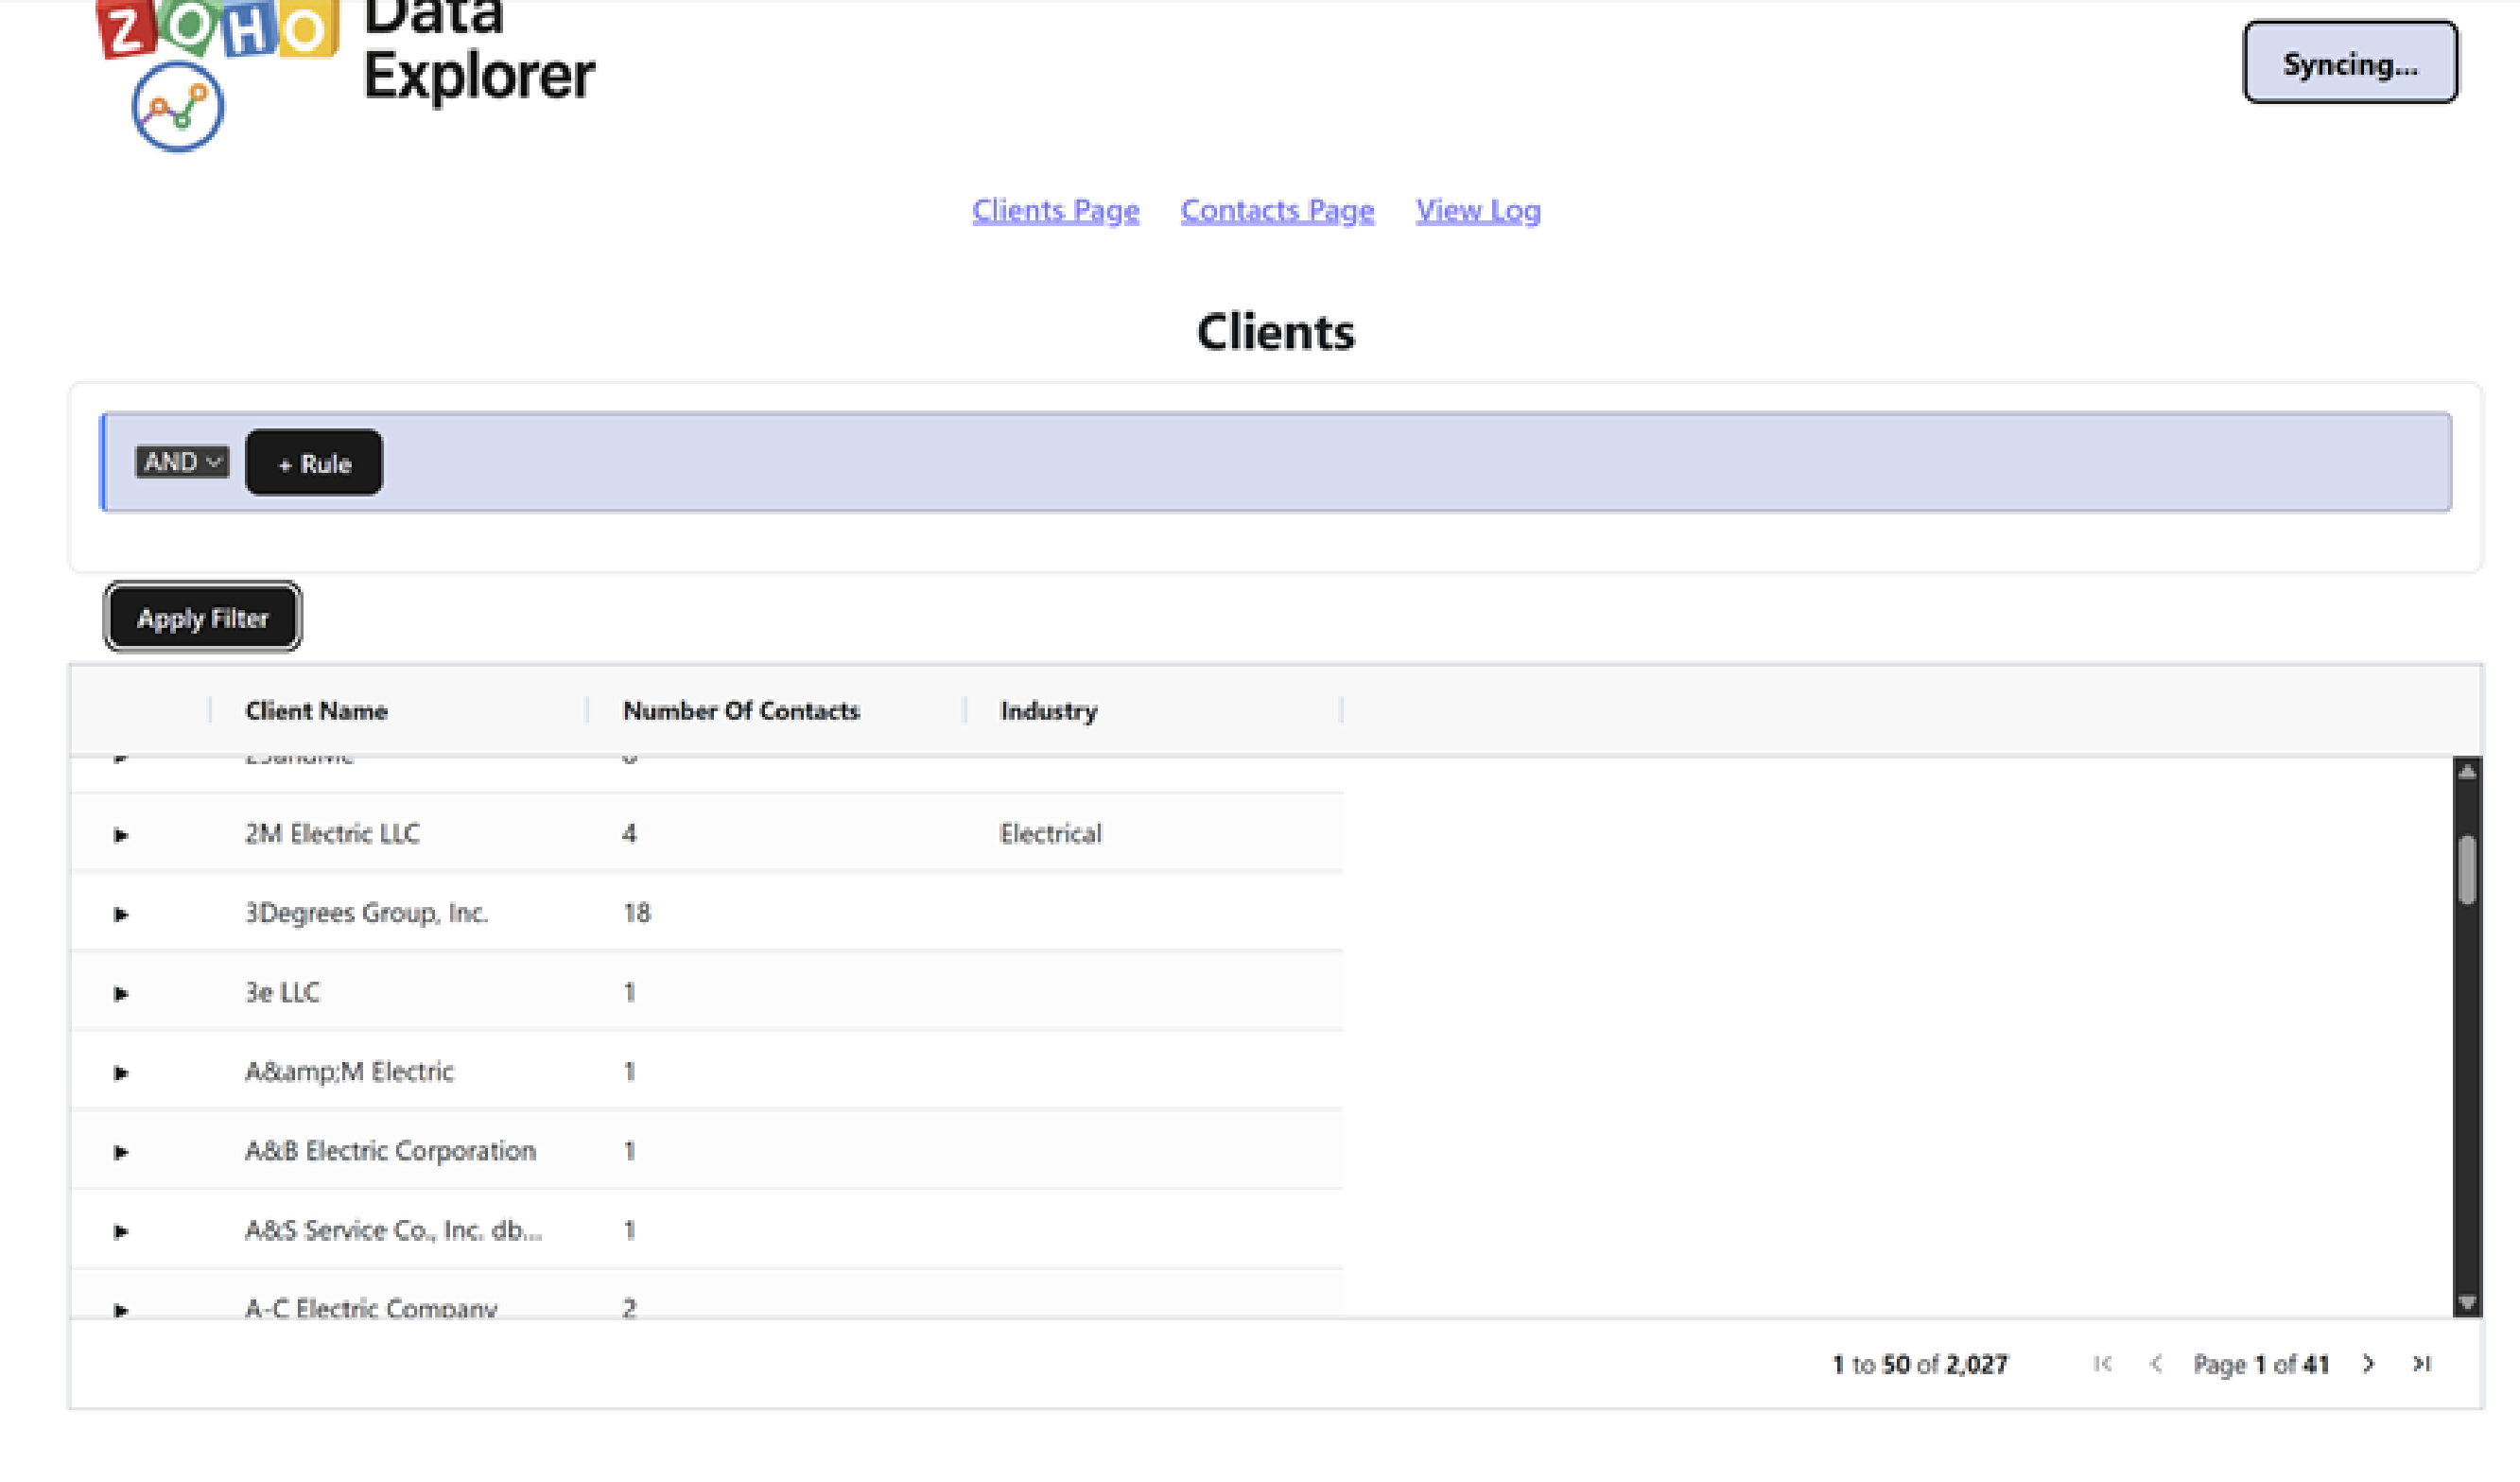 ZOHO
Data
Explorer
Syncing...
Clients Page Contacts Page View Log
Clients
AND + Rule
Apply Filter
Client Name Number Of Contacts Industry
2M Electric LLC 4 Electrical
3Degrees Group, Inc. 18
3e LLC 1
A&amp;M Electric 1
A&B Electric Corporation 1
A&S Service Co., Inc. db... 1
A-C Electric Company 2
1 to 50 of 2,027 Page 1 of 41